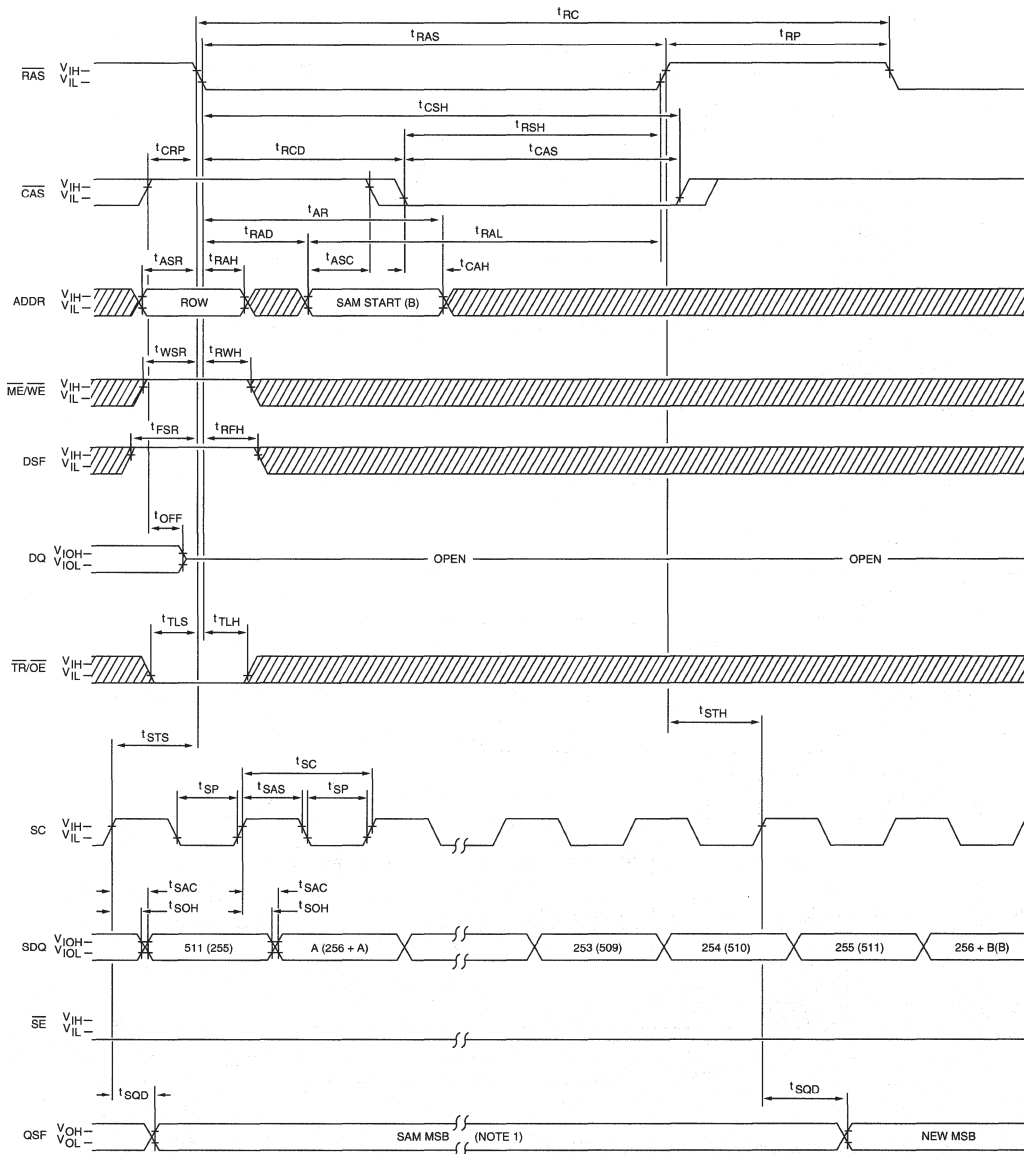 tRC
tRAS tRP
RAS VIH VIL
tCSH
tRSH
tCRP tRCD tCAS
CAS VIH VIL
tAR
tRAD tRAL
tASR tRAH tASC tCAH
ADDR VIH VIL ROW SAM START (B)
tWSR tRWH
ME/WE VIH VIL
tFSR tRFH
DSF VIH VIL
tOFF
DQ VIOH VIOL OPEN OPEN
tTLS tTLH
TR/OE VIH VIL
tSTH
tSTS
tSC
tSP tSAS tSP
SC VIH VIL
tSAC tSAC
tSOH tSOH
SDQ VIOH VIOL 511 (255) A (256 + A) 253 (509) 254 (510) 255 (511) 256 + B(B)
SE VIH VIL
tSQD tSQD
QSF VOH VOL SAM MSB (NOTE 1) NEW MSB